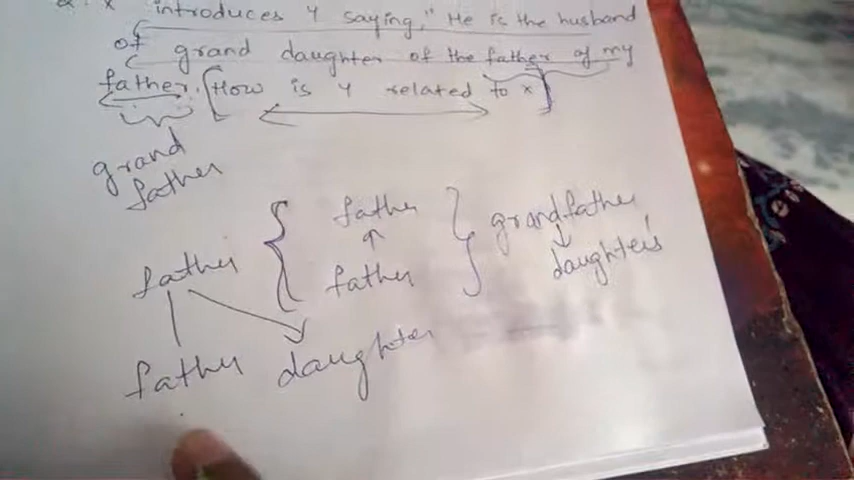 x introduces Y saying," He is the husband
of grand daughter of the father of my
father. How is Y related to x
grand
father
father
father
father
father daughter
grandfather
daughter's